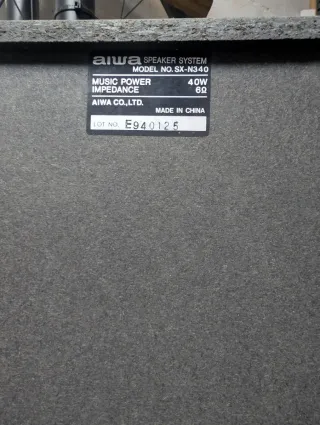 aiwa SPEAKER SYSTEM
MODEL NO. SX-N340
MUSIC POWER 40W
IMPEDANCE 6Ω
AIWA CO.,LTD.
MADE IN CHINA
LOT NO. E940125